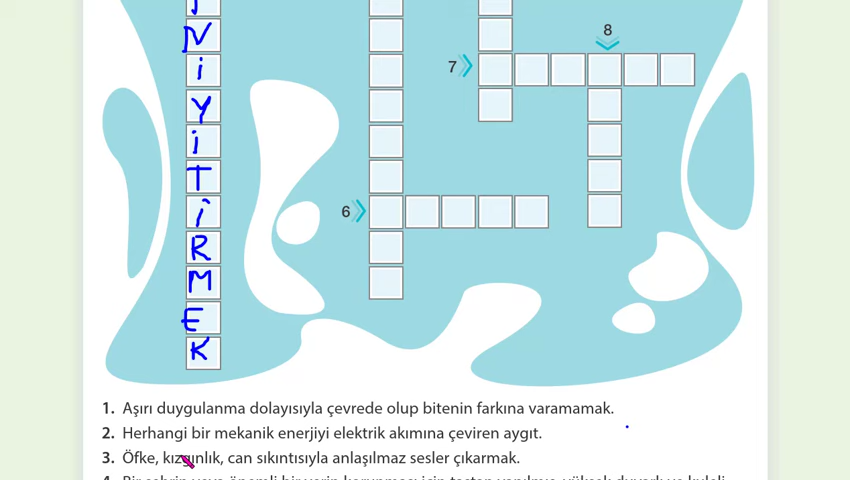 N
İ
8
7
Y
İ
T
6
İ
R
M
E
K
1. Aşırı duygulanma dolayısıyla çevrede olup bitenin farkına varamamak.
2. Herhangi bir mekanik enerjiyi elektrik akımına çeviren aygıt.
3. Öfke, kızgınlık, can sıkıntısıyla anlaşılmaz sesler çıkarmak.